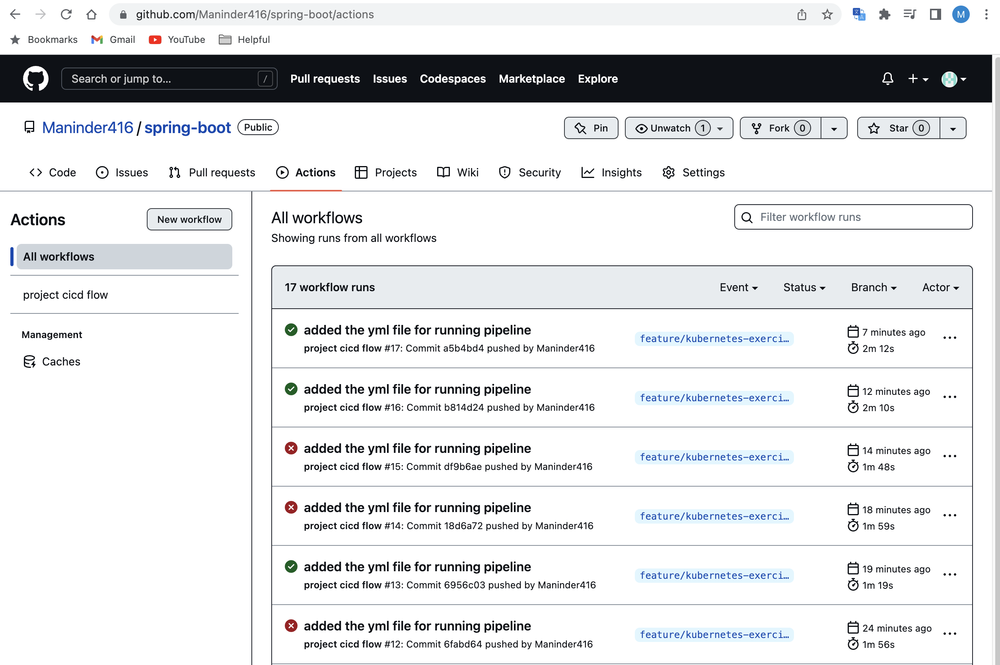 github.com/Maninder416/spring-boot/actions
M
Bookmarks Gmail YouTube Helpful
Search or jump to... / Pull requests Issues Codespaces Marketplace Explore
Maninder416 / spring-boot Public Pin Unwatch 1 Fork 0 Star 0
Code Issues Pull requests Actions Projects Wiki Security Insights Settings
Actions New workflow
All workflows
project cicd flow
Management
Caches
All workflows
Showing runs from all workflows
Filter workflow runs
17 workflow runs Event Status Branch Actor
added the yml file for running pipeline
project cicd flow #17: Commit a5b4bd4 pushed by Maninder416
feature/kubernetes-exerci…
7 minutes ago
2m 12s
added the yml file for running pipeline
project cicd flow #16: Commit b814d24 pushed by Maninder416
feature/kubernetes-exerci…
12 minutes ago
2m 10s
added the yml file for running pipeline
project cicd flow #15: Commit df9b6ae pushed by Maninder416
feature/kubernetes-exerci…
14 minutes ago
1m 48s
added the yml file for running pipeline
project cicd flow #14: Commit 18d6a72 pushed by Maninder416
feature/kubernetes-exerci…
18 minutes ago
1m 59s
added the yml file for running pipeline
project cicd flow #13: Commit 6956c03 pushed by Maninder416
feature/kubernetes-exerci…
19 minutes ago
1m 19s
added the yml file for running pipeline
project cicd flow #12: Commit 6fabd64 pushed by Maninder416
feature/kubernetes-exerci…
24 minutes ago
1m 56s